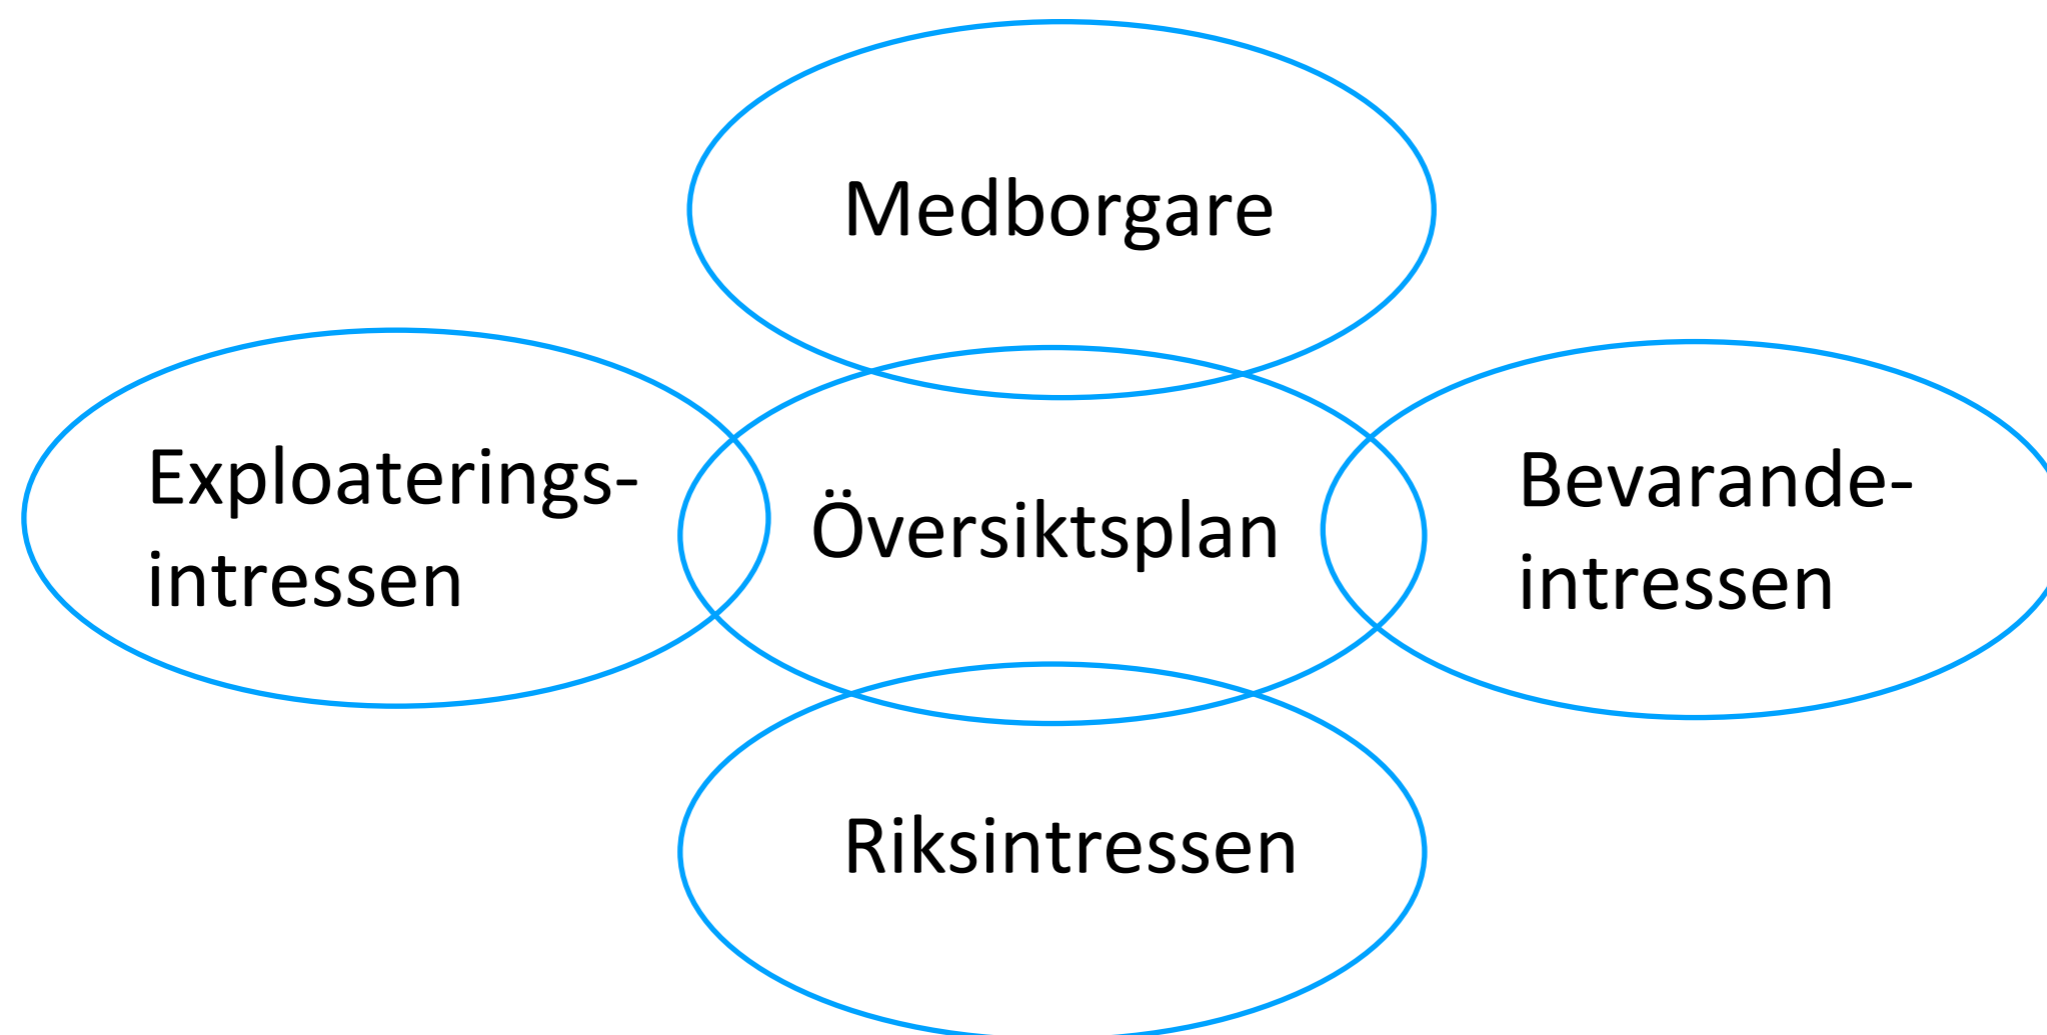 Medborgare
Exploaterings-
intressen
Översiktsplan
Bevarande-
intressen
Riksintressen